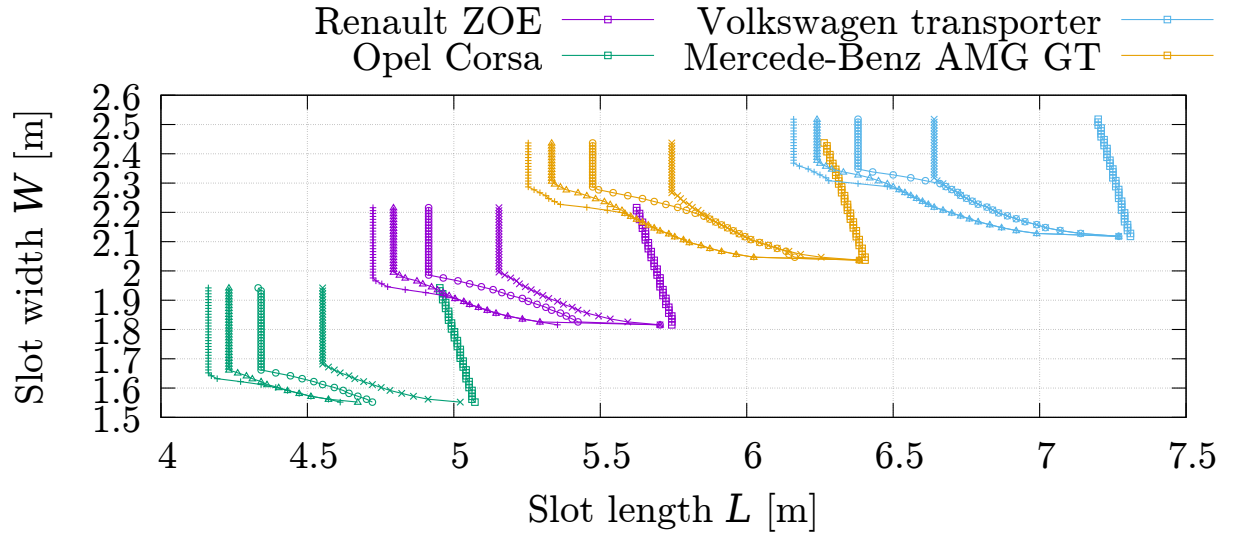 Renault ZOE
Opel Corsa
Volkswagen transporter
Mercede-Benz AMG GT
Slot width W [m]
2.6
2.5
2.4
2.3
2.2
2.1
2
1.9
1.8
1.7
1.6
1.5
4 4.5 5 5.5 6 6.5 7 7.5
Slot length L [m]